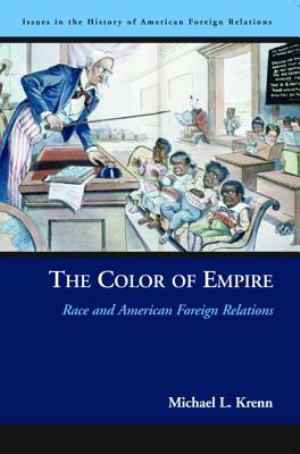 Issues in the History of American Foreign Relations
THE COLOR OF EMPIRE
Race and American Foreign Relations
Michael L. Krenn